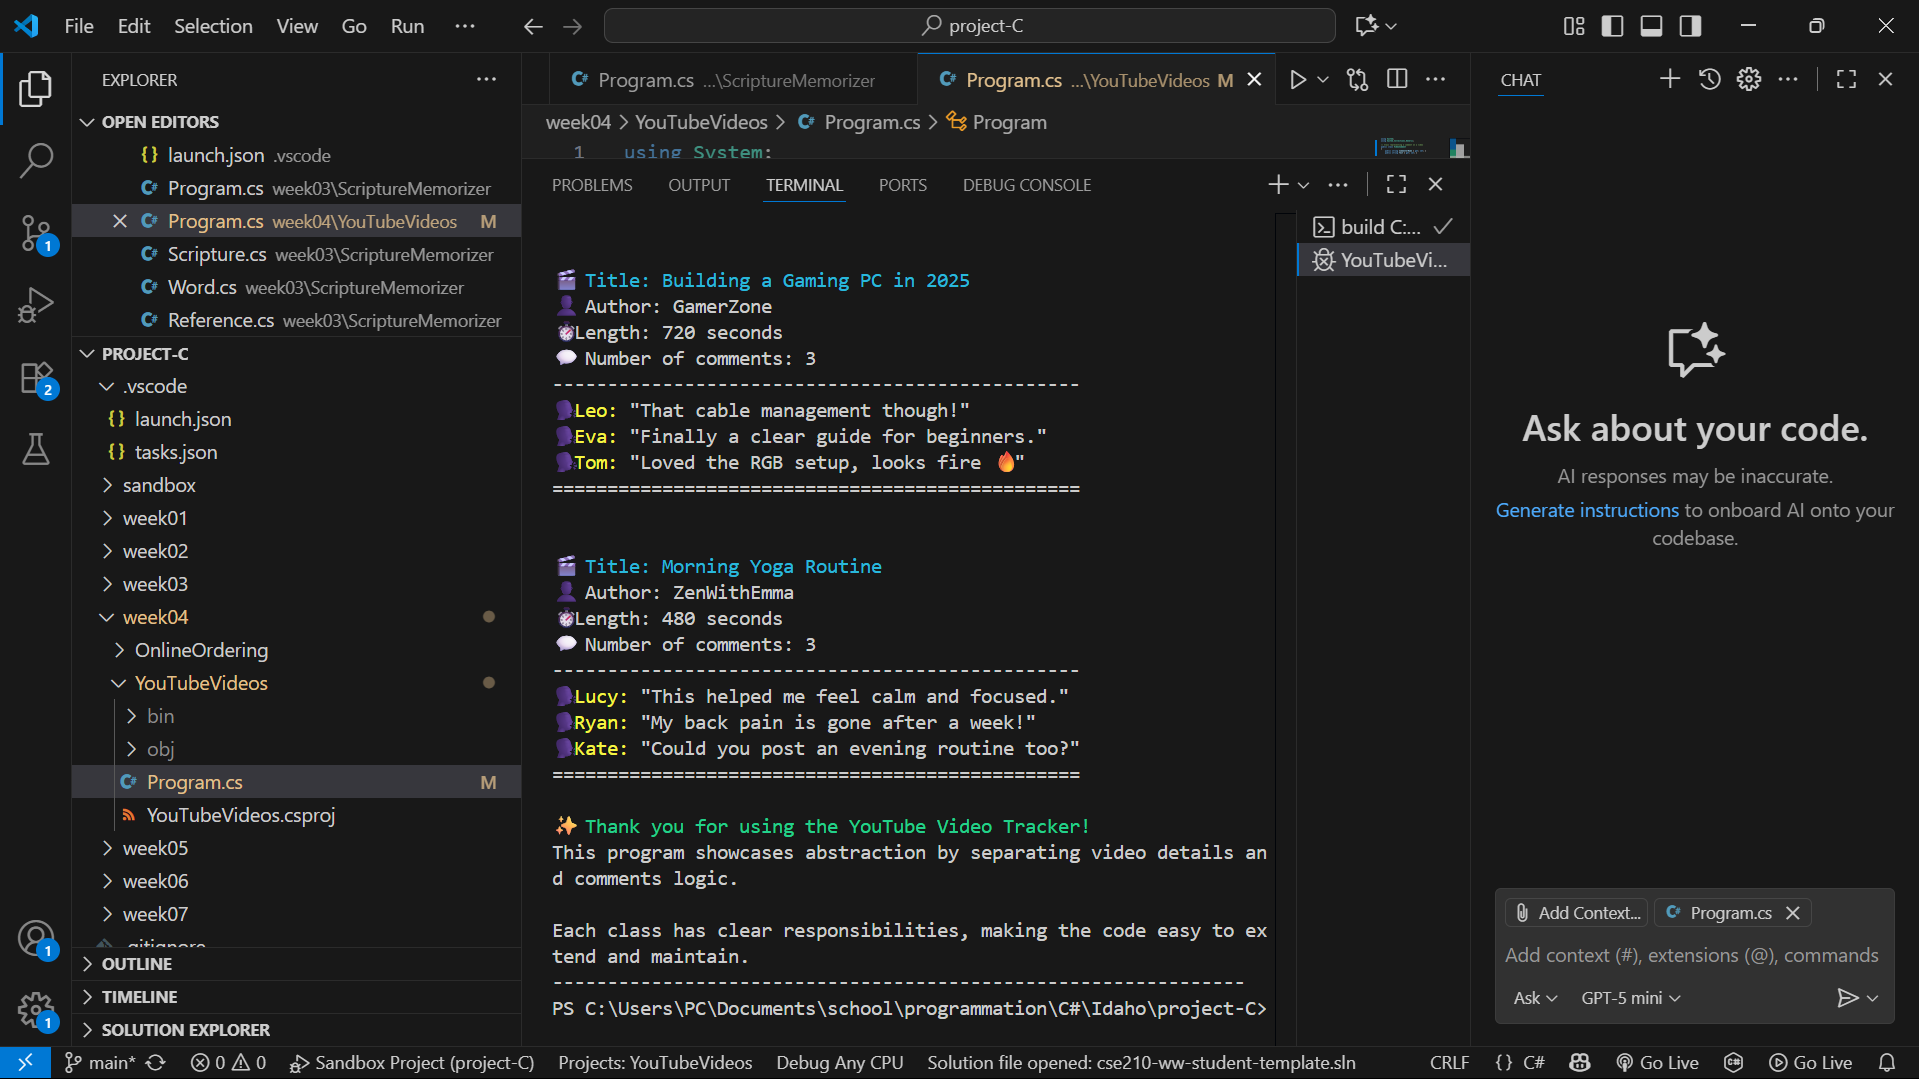 File Edit Selection View Go Run ···
project-C
EXPLORER
OPEN EDITORS
{} launch.json .vscode
C# Program.cs week03\ScriptureMemorizer
C# Program.cs week04\YouTubeVideos M
C# Scripture.cs week03\ScriptureMemorizer
C# Word.cs week03\ScriptureMemorizer
C# Reference.cs week03\ScriptureMemorizer
PROJECT-C
.vscode
{} launch.json
{} tasks.json
sandbox
week01
week02
week03
week04
OnlineOrdering
YouTubeVideos
bin
obj
C# Program.cs M
YouTubeVideos.csproj
week05
week06
week07
.gitignore
OUTLINE
TIMELINE
SOLUTION EXPLORER
1
2
1
1
C# Program.cs ...\ScriptureMemorizer
C# Program.cs ...\YouTubeVideos M
week04 > YouTubeVideos > C# Program.cs > Program
1 using System;
PROBLEMS OUTPUT TERMINAL PORTS DEBUG CONSOLE
build C:...
YouTubeVi...
🎬 Title: Building a Gaming PC in 2025
👤 Author: GamerZone
⏱Length: 720 seconds
💬 Number of comments: 3
------------------------------------------------
🗣Leo: "That cable management though!"
🗣Eva: "Finally a clear guide for beginners."
🗣Tom: "Loved the RGB setup, looks fire 🔥"
================================================
🎬 Title: Morning Yoga Routine
👤 Author: ZenWithEmma
⏱Length: 480 seconds
💬 Number of comments: 3
------------------------------------------------
🗣Lucy: "This helped me feel calm and focused."
🗣Ryan: "My back pain is gone after a week!"
🗣Kate: "Could you post an evening routine too?"
================================================
✨ Thank you for using the YouTube Video Tracker!
This program showcases abstraction by separating video details an
d comments logic.
Each class has clear responsibilities, making the code easy to ex
tend and maintain.
---------------------------------------------------------------
PS C:\Users\PC\Documents\school\programmation\C#\Idaho\project-C>
CHAT
Ask about your code.
AI responses may be inaccurate.
Generate instructions to onboard AI onto your
codebase.
Add Context...
C# Program.cs
Add context (#), extensions (@), commands
Ask GPT-5 mini
main* 0 0 Sandbox Project (project-C) Projects: YouTubeVideos Debug Any CPU Solution file opened: cse210-ww-student-template.sln CRLF {} C# Go Live Go Live